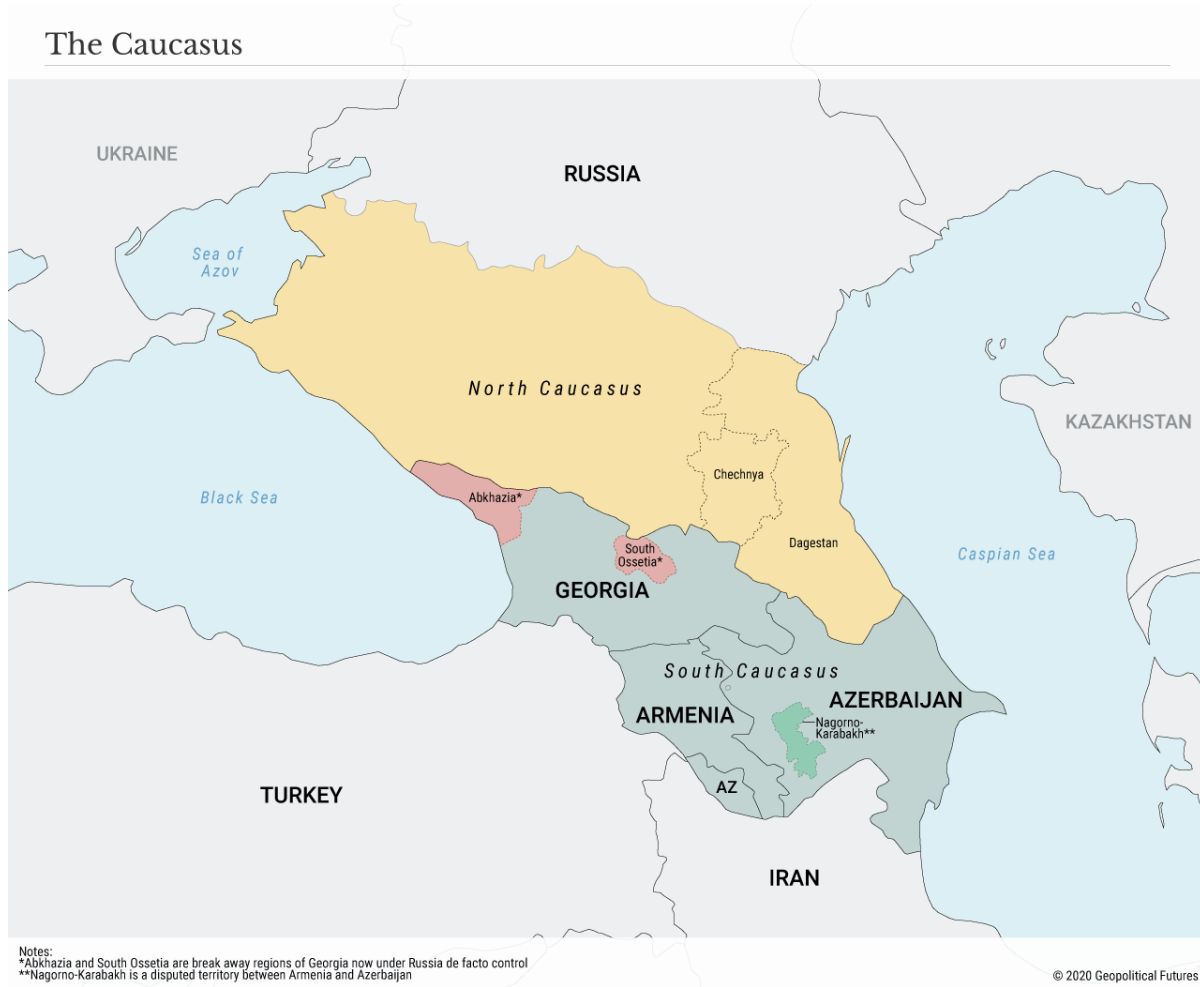 The Caucasus
UKRAINE
RUSSIA
Sea of
Azov
North Caucasus
KAZAKHSTAN
Chechnya
Black Sea
Abkhazia*
Dagestan
South
Ossetia*
Caspian Sea
GEORGIA
South Caucasus
AZERBAIJAN
ARMENIA
Nagorno-
Karabakh**
AZ
TURKEY
IRAN
Notes:
*Abkhazia and South Ossetia are break away regions of Georgia now under Russia de facto control
**Nagorno-Karabakh is a disputed territory between Armenia and Azerbaijan
© 2020 Geopolitical Futures